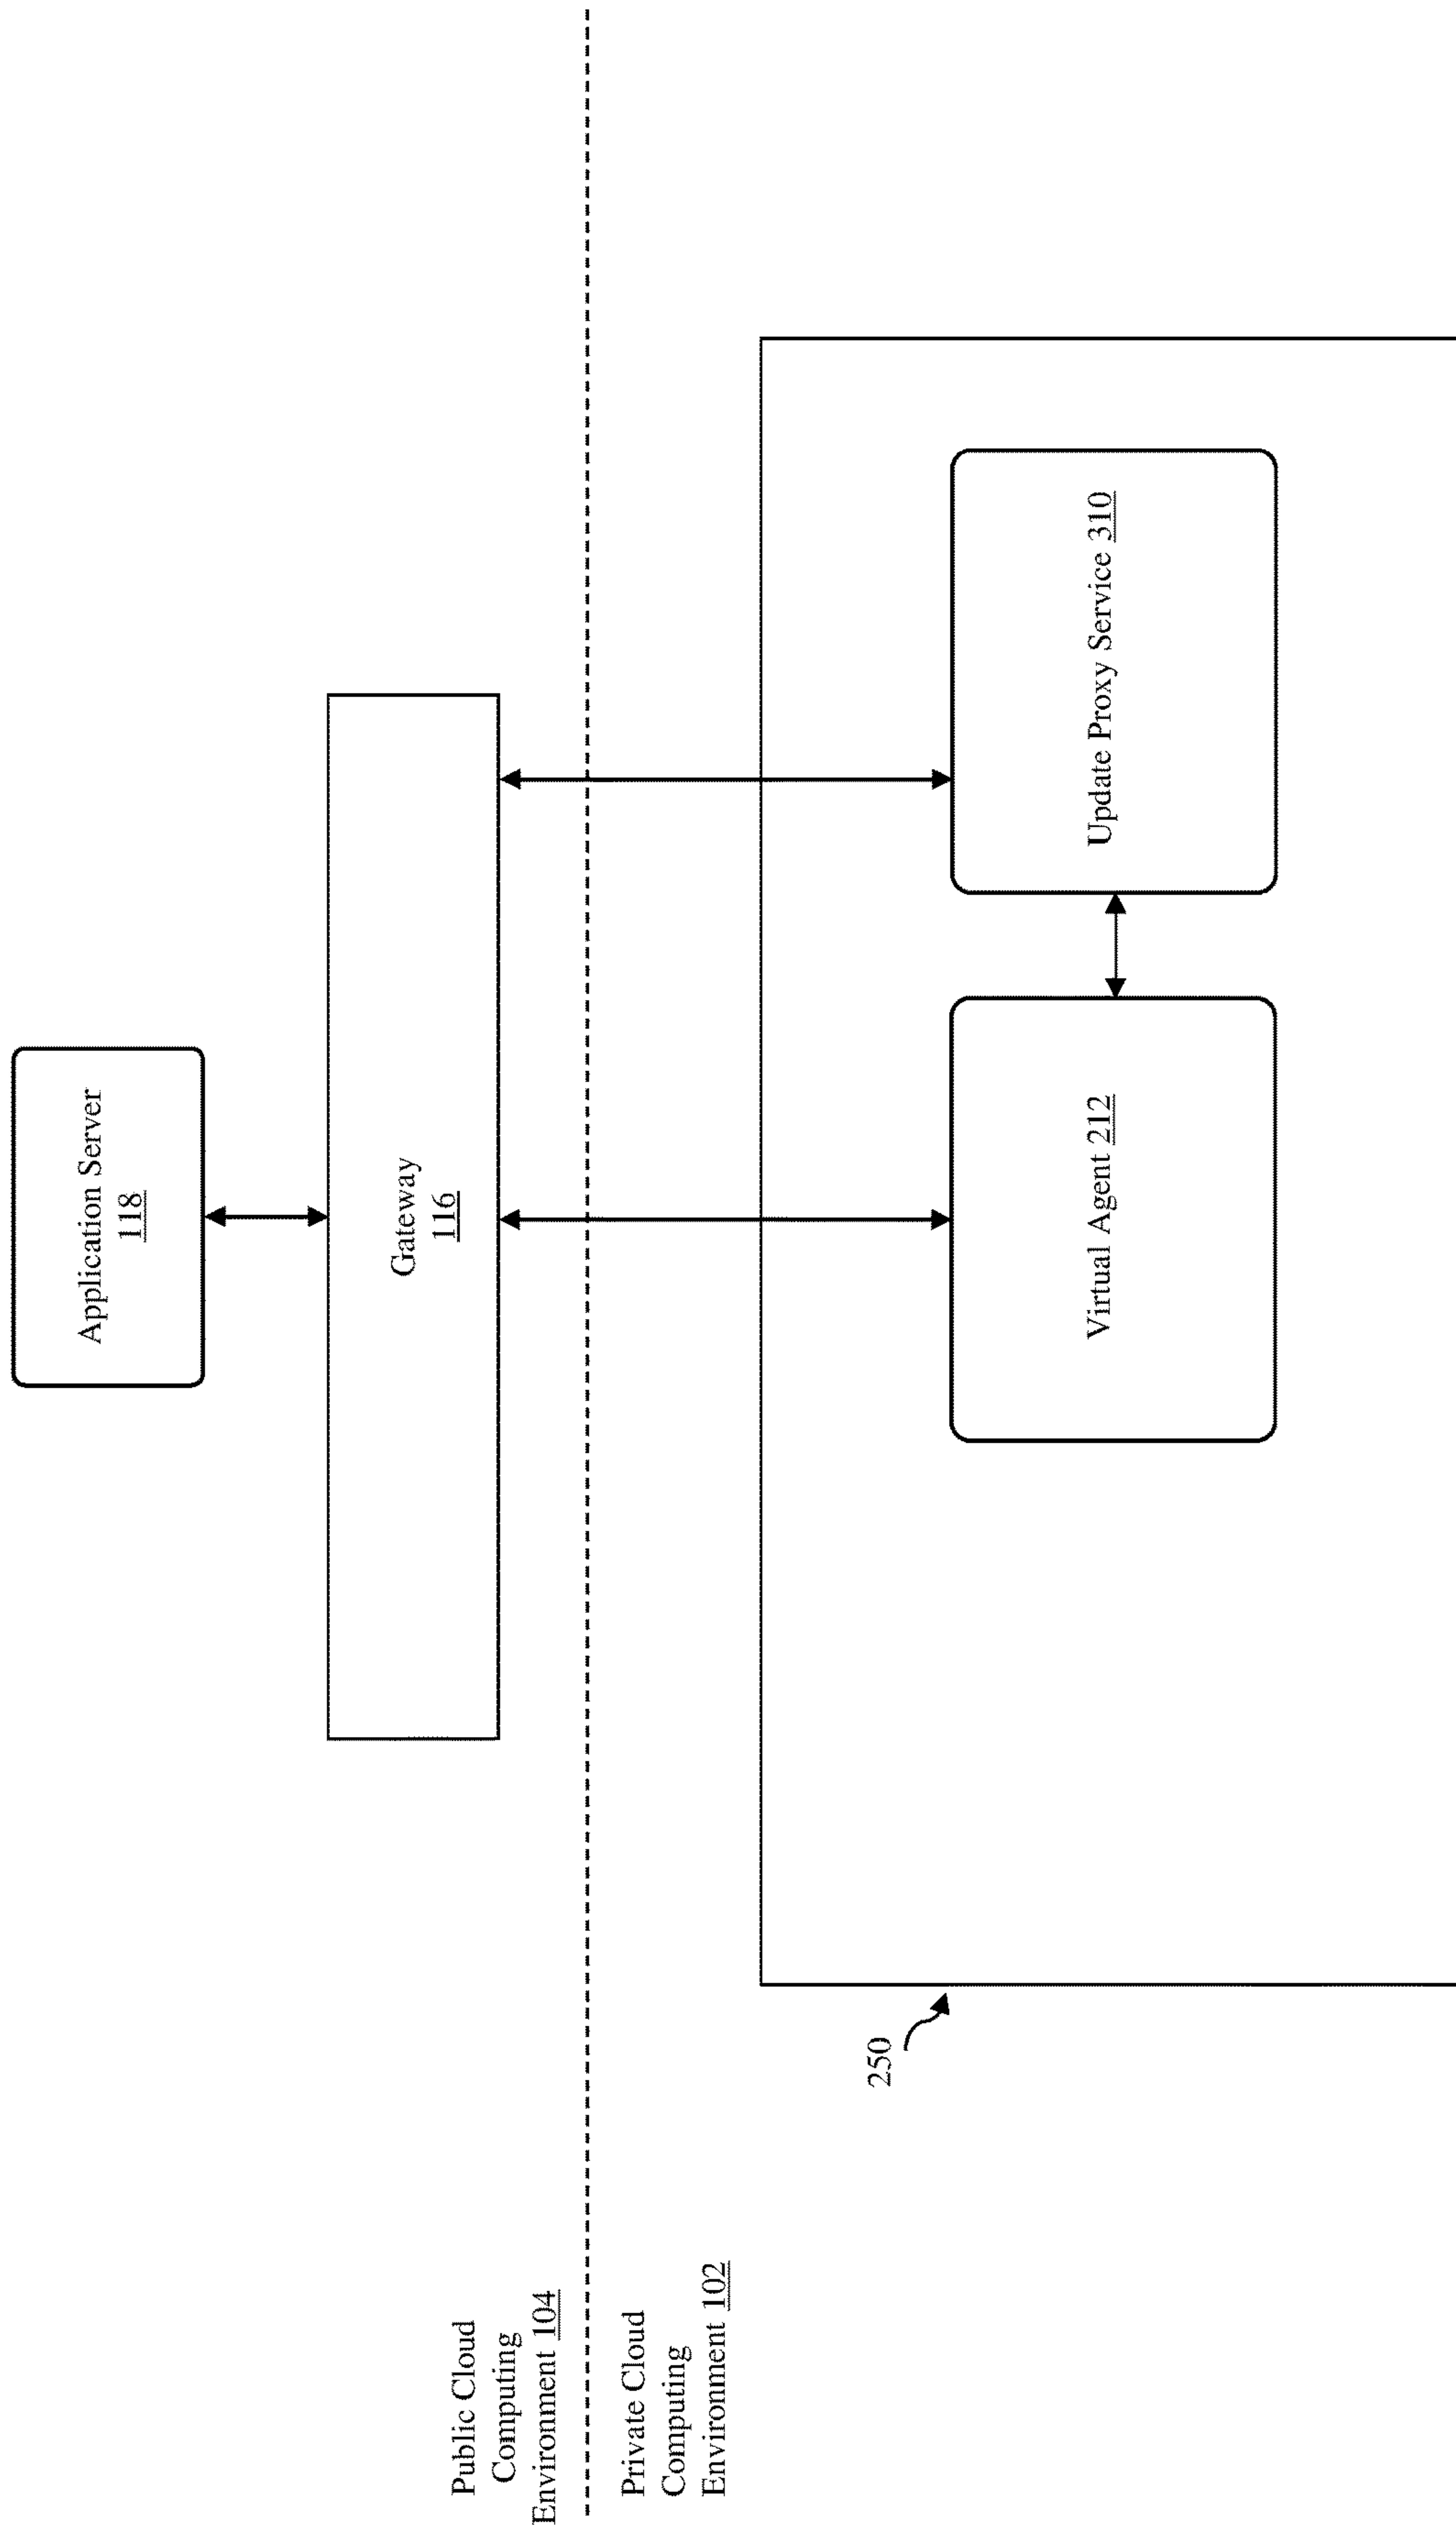 Application Server
118
Gateway
116
Public Cloud
Computing
Environment 104
Private Cloud
Computing
Environment 102
250
Virtual Agent 212
Update Proxy Service 310